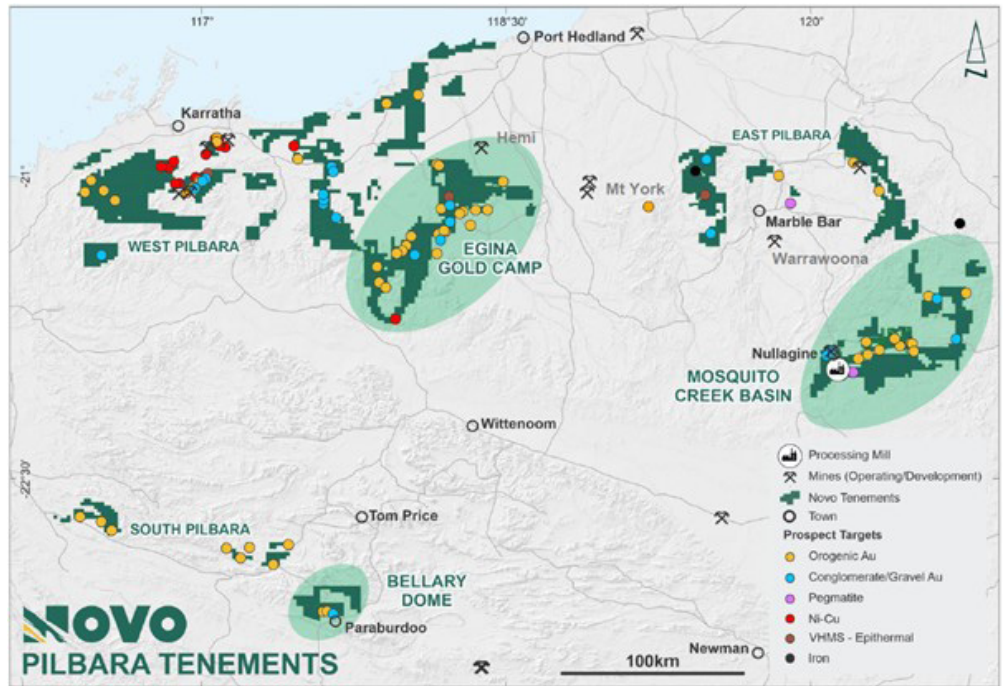 117°
118°30'
120°
Port Hedland
N
Karratha
Hemi
EAST PILBARA
-21°
Mt York
Marble Bar
WEST PILBARA
EGINA
GOLD CAMP
Warrawoona
Nullagine
MOSQUITO
CREEK BASIN
Wittenoom
-22°30'
Processing Mill
Mines (Operating/Development)
Novo Tenements
Town
Prospect Targets
Orogenic Au
Conglomerate/Gravel Au
Pegmatite
Ni-Cu
VHMS - Epithermal
Iron
Tom Price
SOUTH PILBARA
BELLARY
DOME
Paraburdoo
NOVO
PILBARA TENEMENTS
100km
Newman